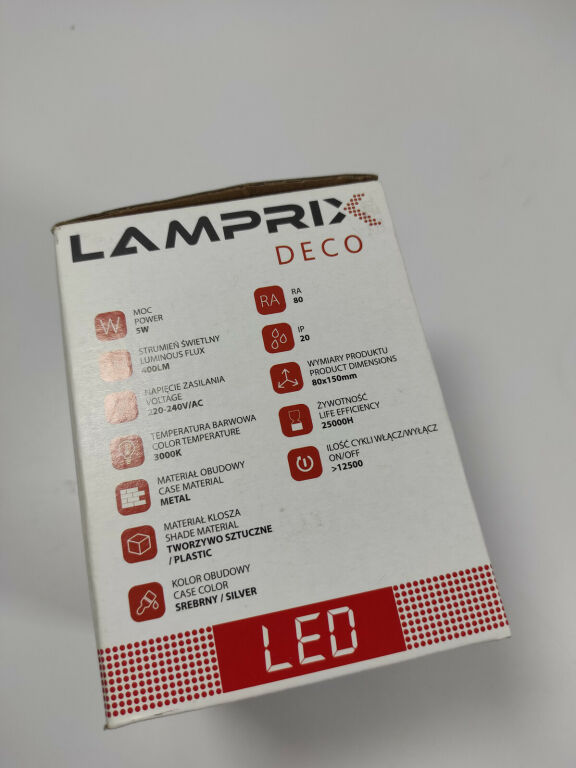 LAMPRIX
DECO
W
MOC
POWER
5W
STRUMIEŃ ŚWIETLNY
LUMINOUS FLUX
400LM
NAPIĘCIE ZASILANIA
VOLTAGE
220-240V/AC
TEMPERATURA BARWOWA
COLOR TEMPERATURE
3000K
MATERIAŁ OBUDOWY
CASE MATERIAL
METAL
MATERIAŁ KLOSZA
SHADE MATERIAL
TWORZYWO SZTUCZNE
/ PLASTIC
KOLOR OBUDOWY
CASE COLOR
SREBRNY / SILVER
RA
RA
80
IP
20
WYMIARY PRODUKTU
PRODUCT DIMENSIONS
80x150mm
ŻYWOTNOŚĆ
LIFE EFFICIENCY
25000H
ILOŚĆ CYKLI WŁĄCZ/WYŁĄCZ
ON/OFF
>12500
LED